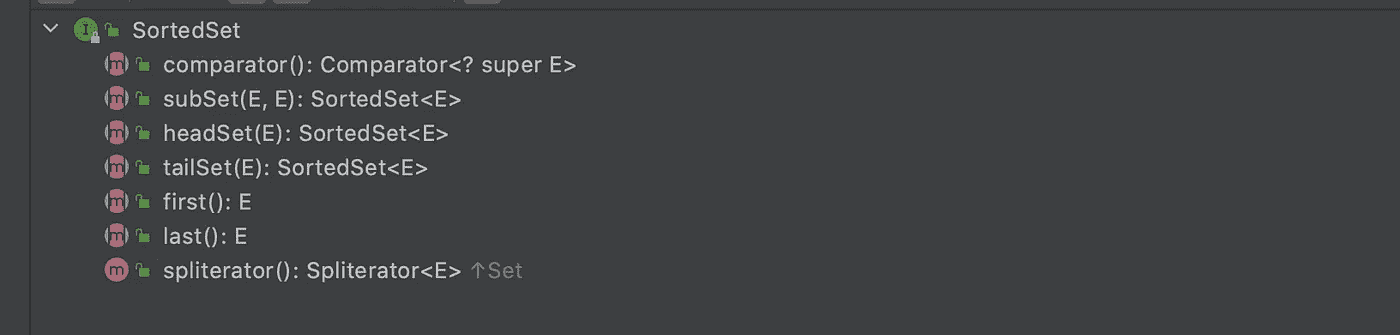 SortedSet
comparator(): Comparator<? super E>
subSet(E, E): SortedSet<E>
headSet(E): SortedSet<E>
tailSet(E): SortedSet<E>
first(): E
last(): E
spliterator(): Spliterator<E> ↑Set